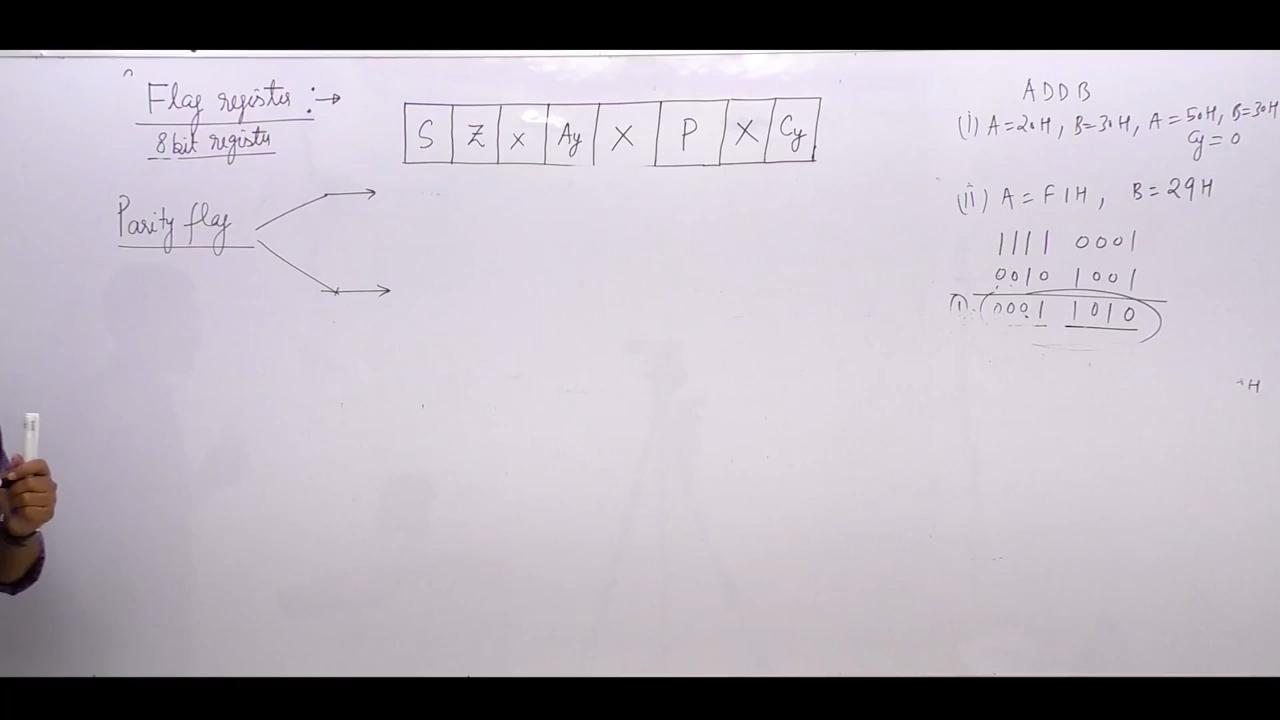 Flag register :→
8 bit register
S Z X Ay X P X Cy
Parity flag
ADD B
(i) A=20H, B=30H, A=50H, B=30H
Cy=0
(ii) A=F1H, B=29H
1111 0001
0010 1001
(1) 0001 1010
H